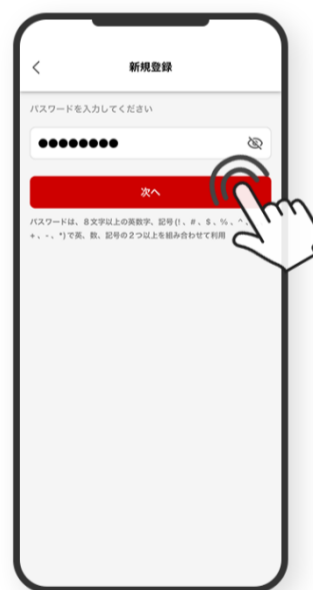 新規登録
パスワードを入力してください
●●●●●●●●
次へ
パスワードは、8文字以上の英数字、記号(!、#、$、%、^、
+、-、*)で英、数、記号の2つ以上を組み合わせて利用